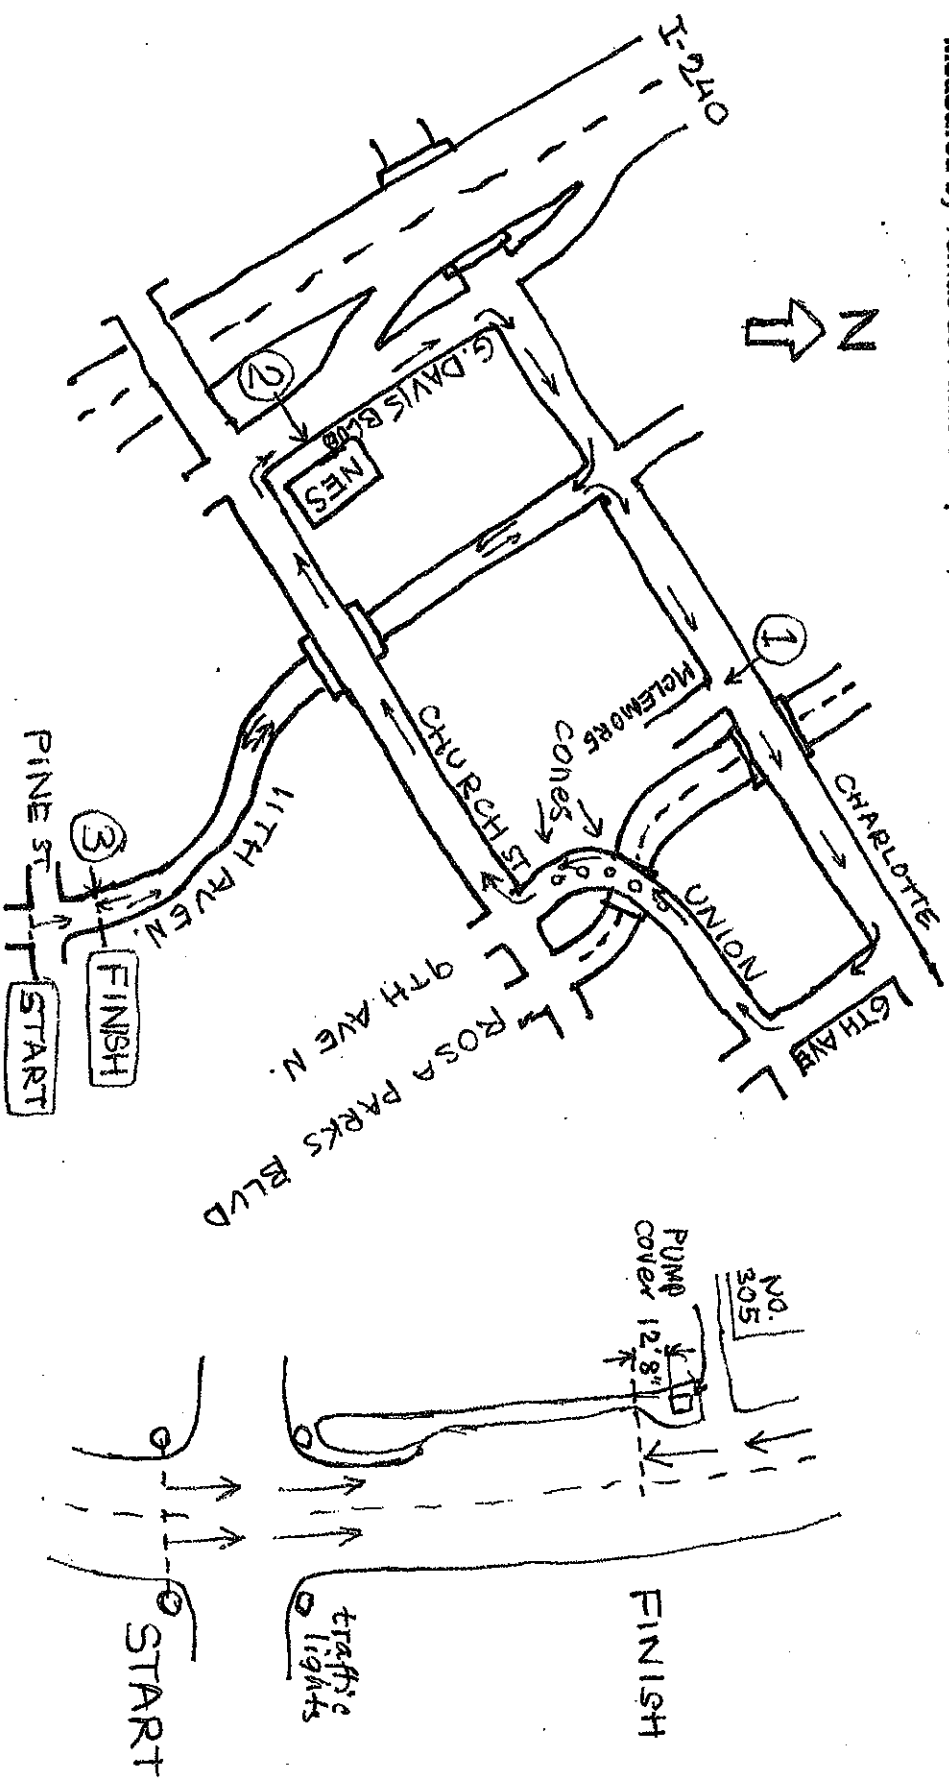 I-240
N
G. DAVIS BLVD
2
NES
1
MCLEMORE
CHARLOTTE
cones
CHURCH ST
UNION
6TH AVE
11TH AVE N.
9TH AVE N.
ROSA PARKS BLVD
PINE ST
3
FINISH
START
NO.
305
PUMP
cover
12'8"
FINISH
traffic
lights
START